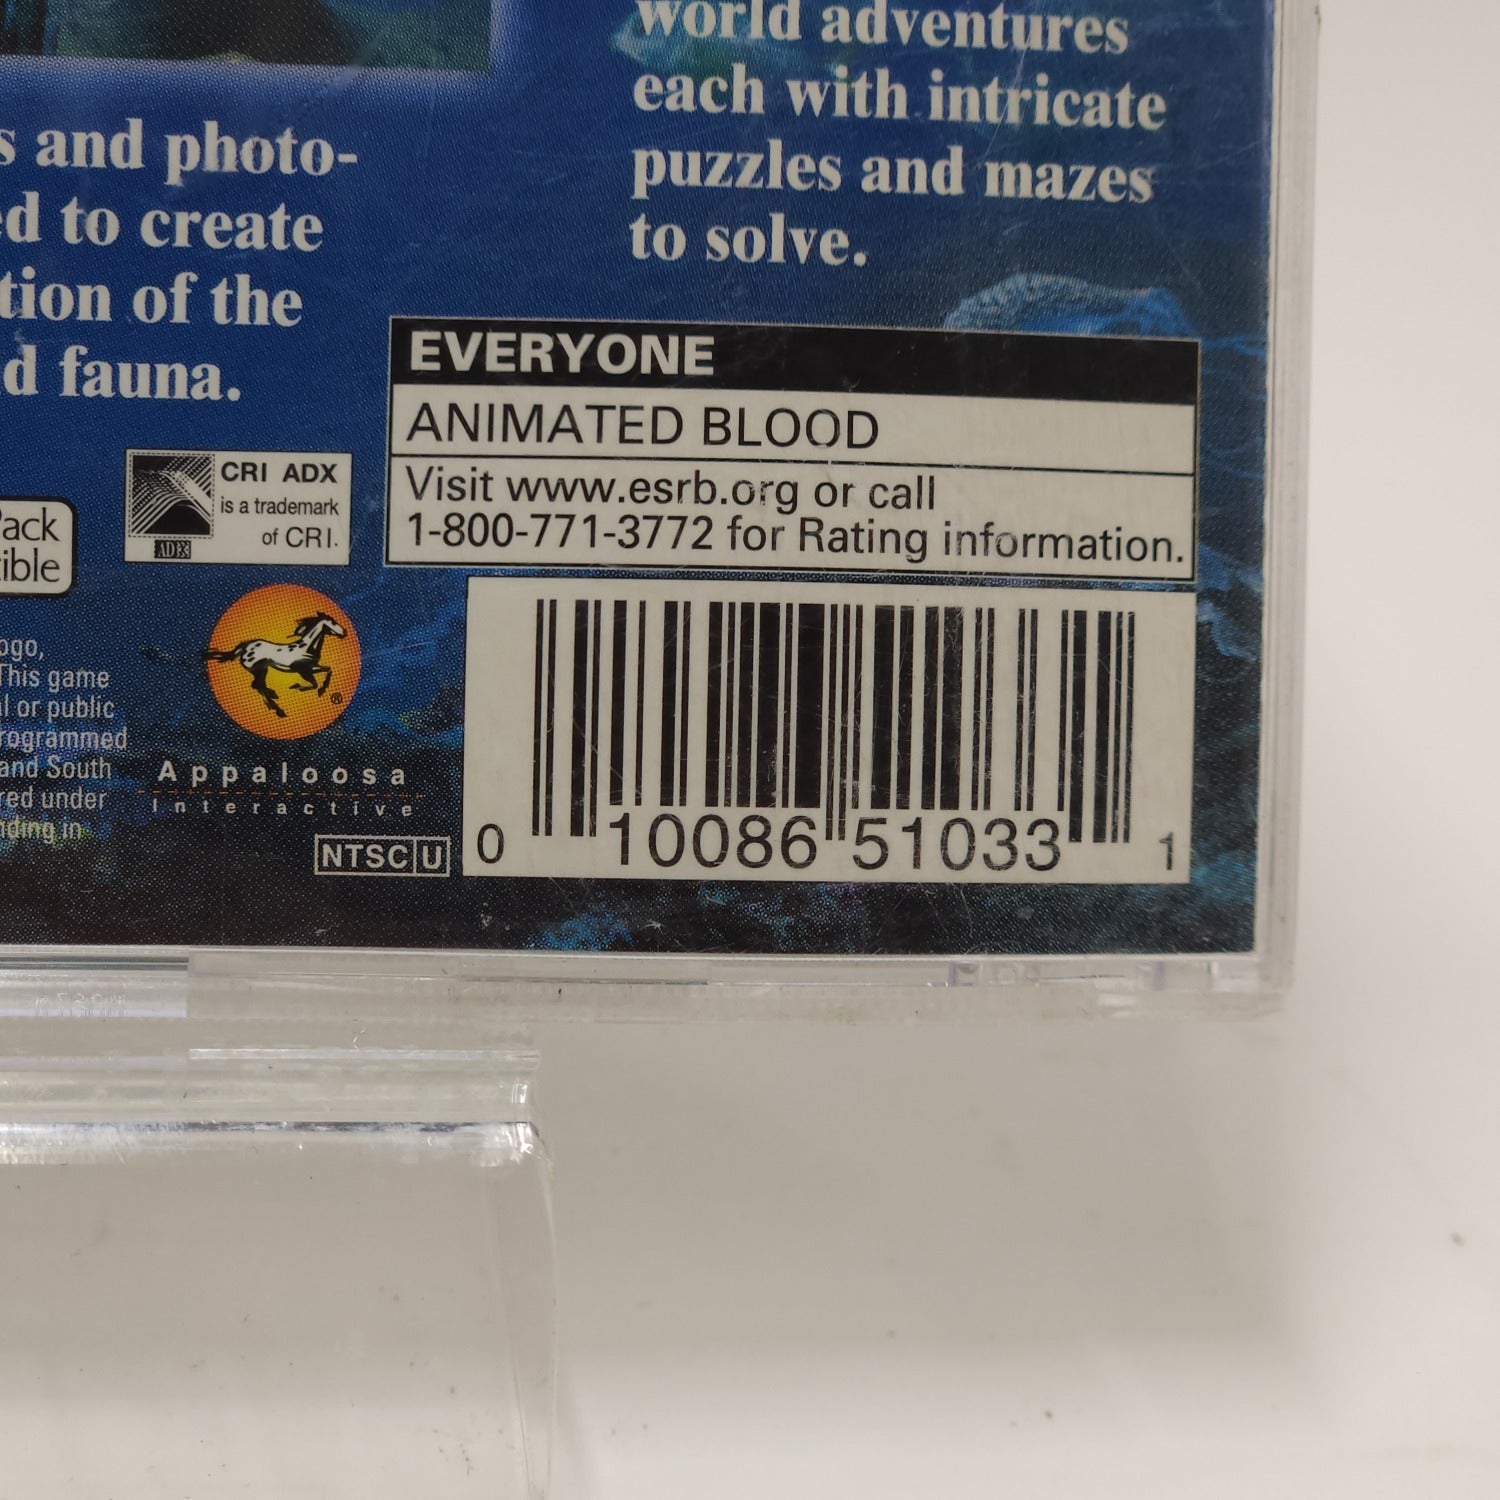 world adventures
each with intricate
puzzles and mazes
to solve.
s and photo-
ed to create
tion of the
d fauna.
EVERYONE
ANIMATED BLOOD
Visit www.esrb.org or call
1-800-771-3772 for Rating information.
CRI ADX
is a trademark
of CRI.
ADX
Pack
tible
ogo,
This game
l or public
rogrammed
and South
red under
nding in
Appaloosa
Interactive
®
NTSC U
0 10086 51033 1